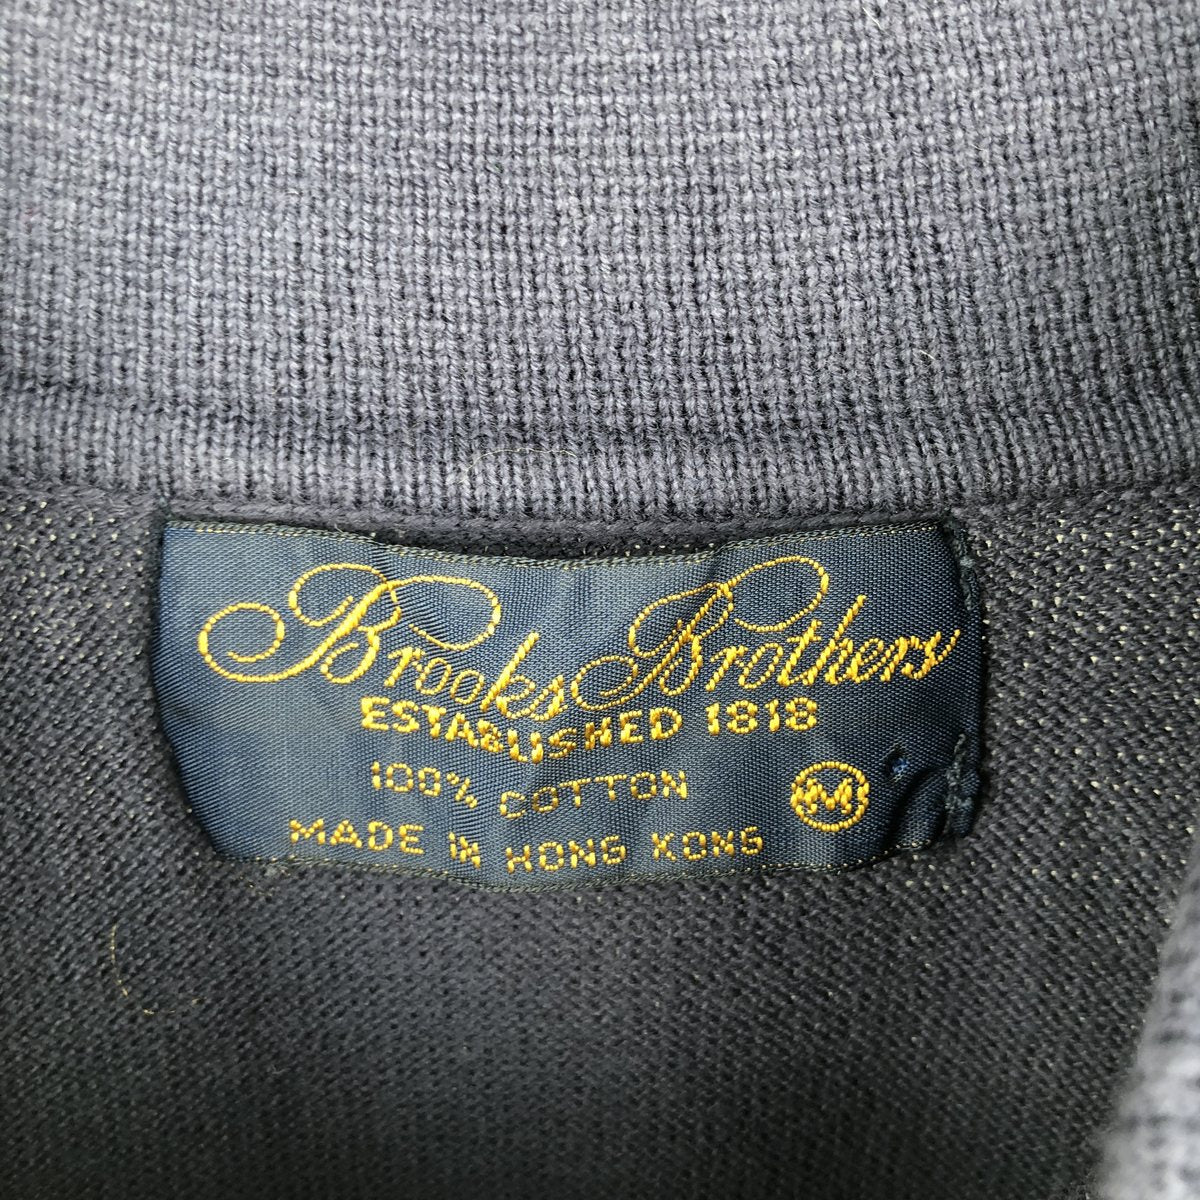 Brooks Brothers
ESTABLISHED 1818
100% COTTON
M
MADE IN HONG KONG